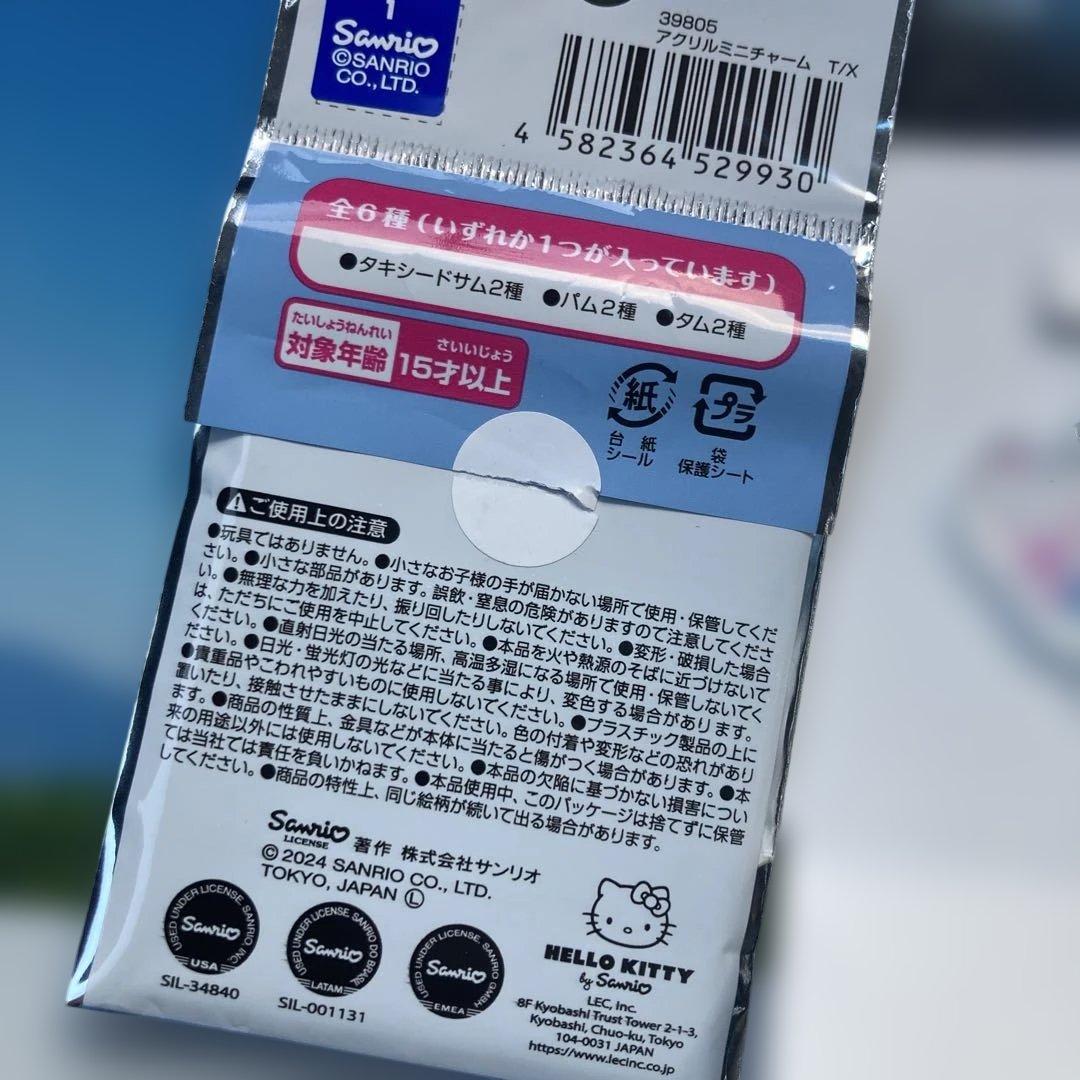 1
Sanrio
©SANRIO
CO.,LTD.
39805
アクリルミニチャーム T/X
4 582364 529930
全6種(いずれか1つが入っています)
●タキシードサム2種 ●パム2種 ●タム2種
たいしょうねんれい さいいじょう
対象年齢 15才以上
紙 プラ
台紙 袋
シール 保護シート
ご使用上の注意
●玩具ではありません。●小さなお子様の手が届かない場所で使用・保管してくだ
さい。●小さな部品があります。誤飲・窒息の危険がありますので注意してくださ
い。●無理な力を加えたり、振り回したりしないでください。●変形・破損した場合
は、ただちにご使用を中止してください。●本品を火や熱源のそばに近づけないで
ください。●直射日光の当たる場所、高温多湿になる場所で使用・保管しないでく
ださい。●日光・蛍光灯の光などに当たる事により、変色する場合があります。
●貴重品やこわれやすいものに使用しないでください。●プラスチック製品の上に
置いたり、接触させたままにしないでください。色の付着や変形などの恐れがあり
ます。●商品の性質上、金具などが本体に当たると傷がつく場合があります。●本
来の用途以外には使用しないでください。●本品の欠陥に基づかない損害につい
ては当社では責任を負いかねます。●本品使用中、このパッケージは捨てずに保管
してください。●商品の特性上、同じ絵柄が続いて出る場合があります。
Sanrio
LICENSE 著作 株式会社サンリオ
© 2024 SANRIO CO., LTD.
TOKYO, JAPAN Ⓛ
USED UNDER LICENSE. SANRIO, INC.
Sanrio
USA
SIL-34840
USED UNDER LICENSE SANRIO DO BRASIL
Sanrio
LATAM
SIL-001131
USED UNDER LICENSE. SANRIO GMBH
Sanrio
EMEA
HELLO KITTY
by Sanrio
LEC, Inc.
8F Kyobashi Trust Tower 2-1-3,
Kyobashi, Chuo-ku, Tokyo
104-0031 JAPAN
https://www.lecinc.co.jp